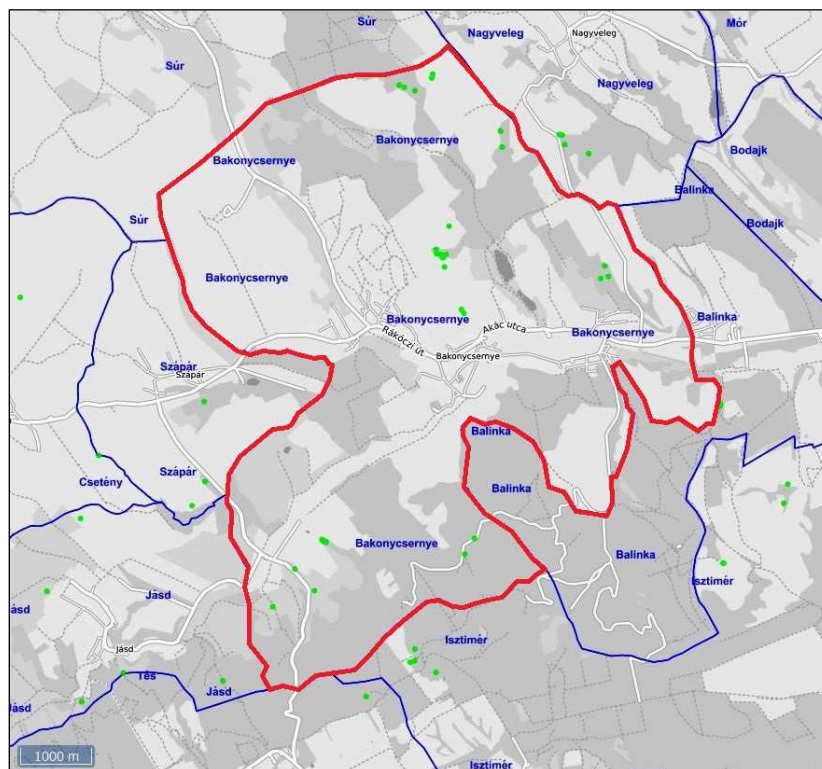 Súr
Nagyveleg
Nagyveleg
Mór
Súr
Nagyveleg
Bakonycsernye
Bodajk
Bakonycsernye
Balinka
Súr
Bodajk
Bakonycsernye
Bakonycsernye
Balinka
Akác utca
Rákóczi út
Bakonycsernye
Bakonycsernye
Szápár
Szápár
Balinka
Csetény
Szápár
Balinka
Bakonycsernye
Balinka
Isztimér
Jásd
Jásd
Isztimér
Jásd
Tés
Jásd
Jásd
Isztimér
1000 m